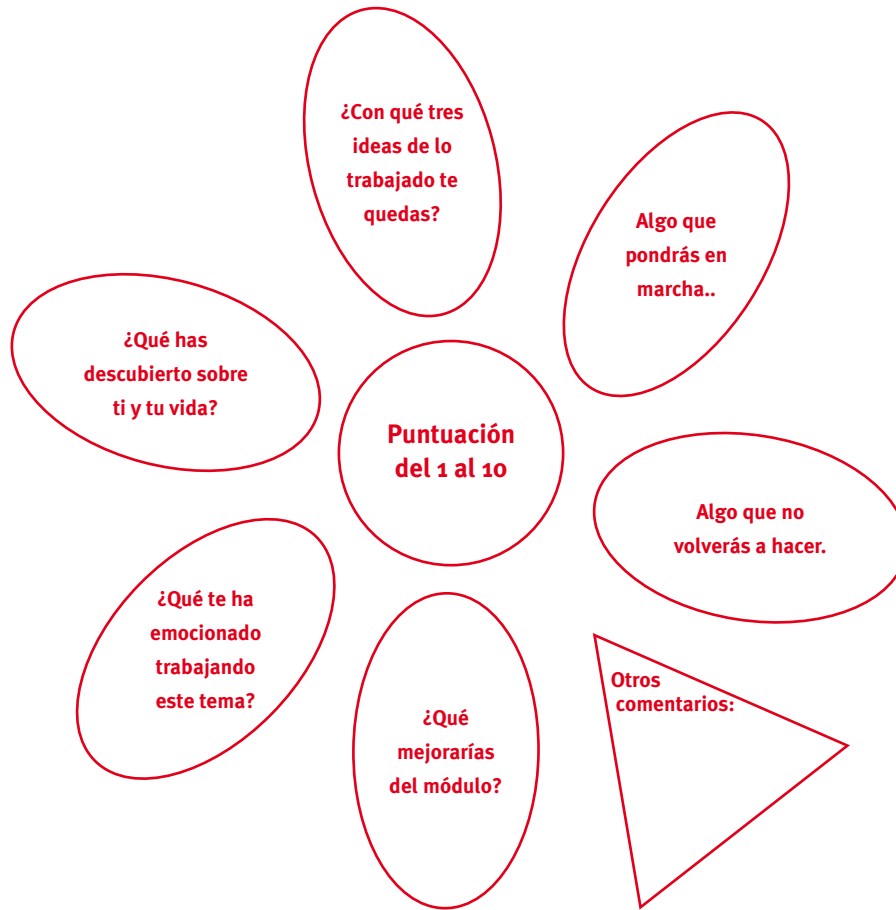 ¿Con qué tres
ideas de lo
trabajado te
quedas?
Algo que
pondrás en
marcha..
¿Qué has
descubierto sobre
ti y tu vida?
Puntuación
del 1 al 10
Algo que no
volverás a hacer.
¿Qué te ha
emocionado
trabajando
este tema?
¿Qué
mejorarías
del módulo?
Otros
comentarios: